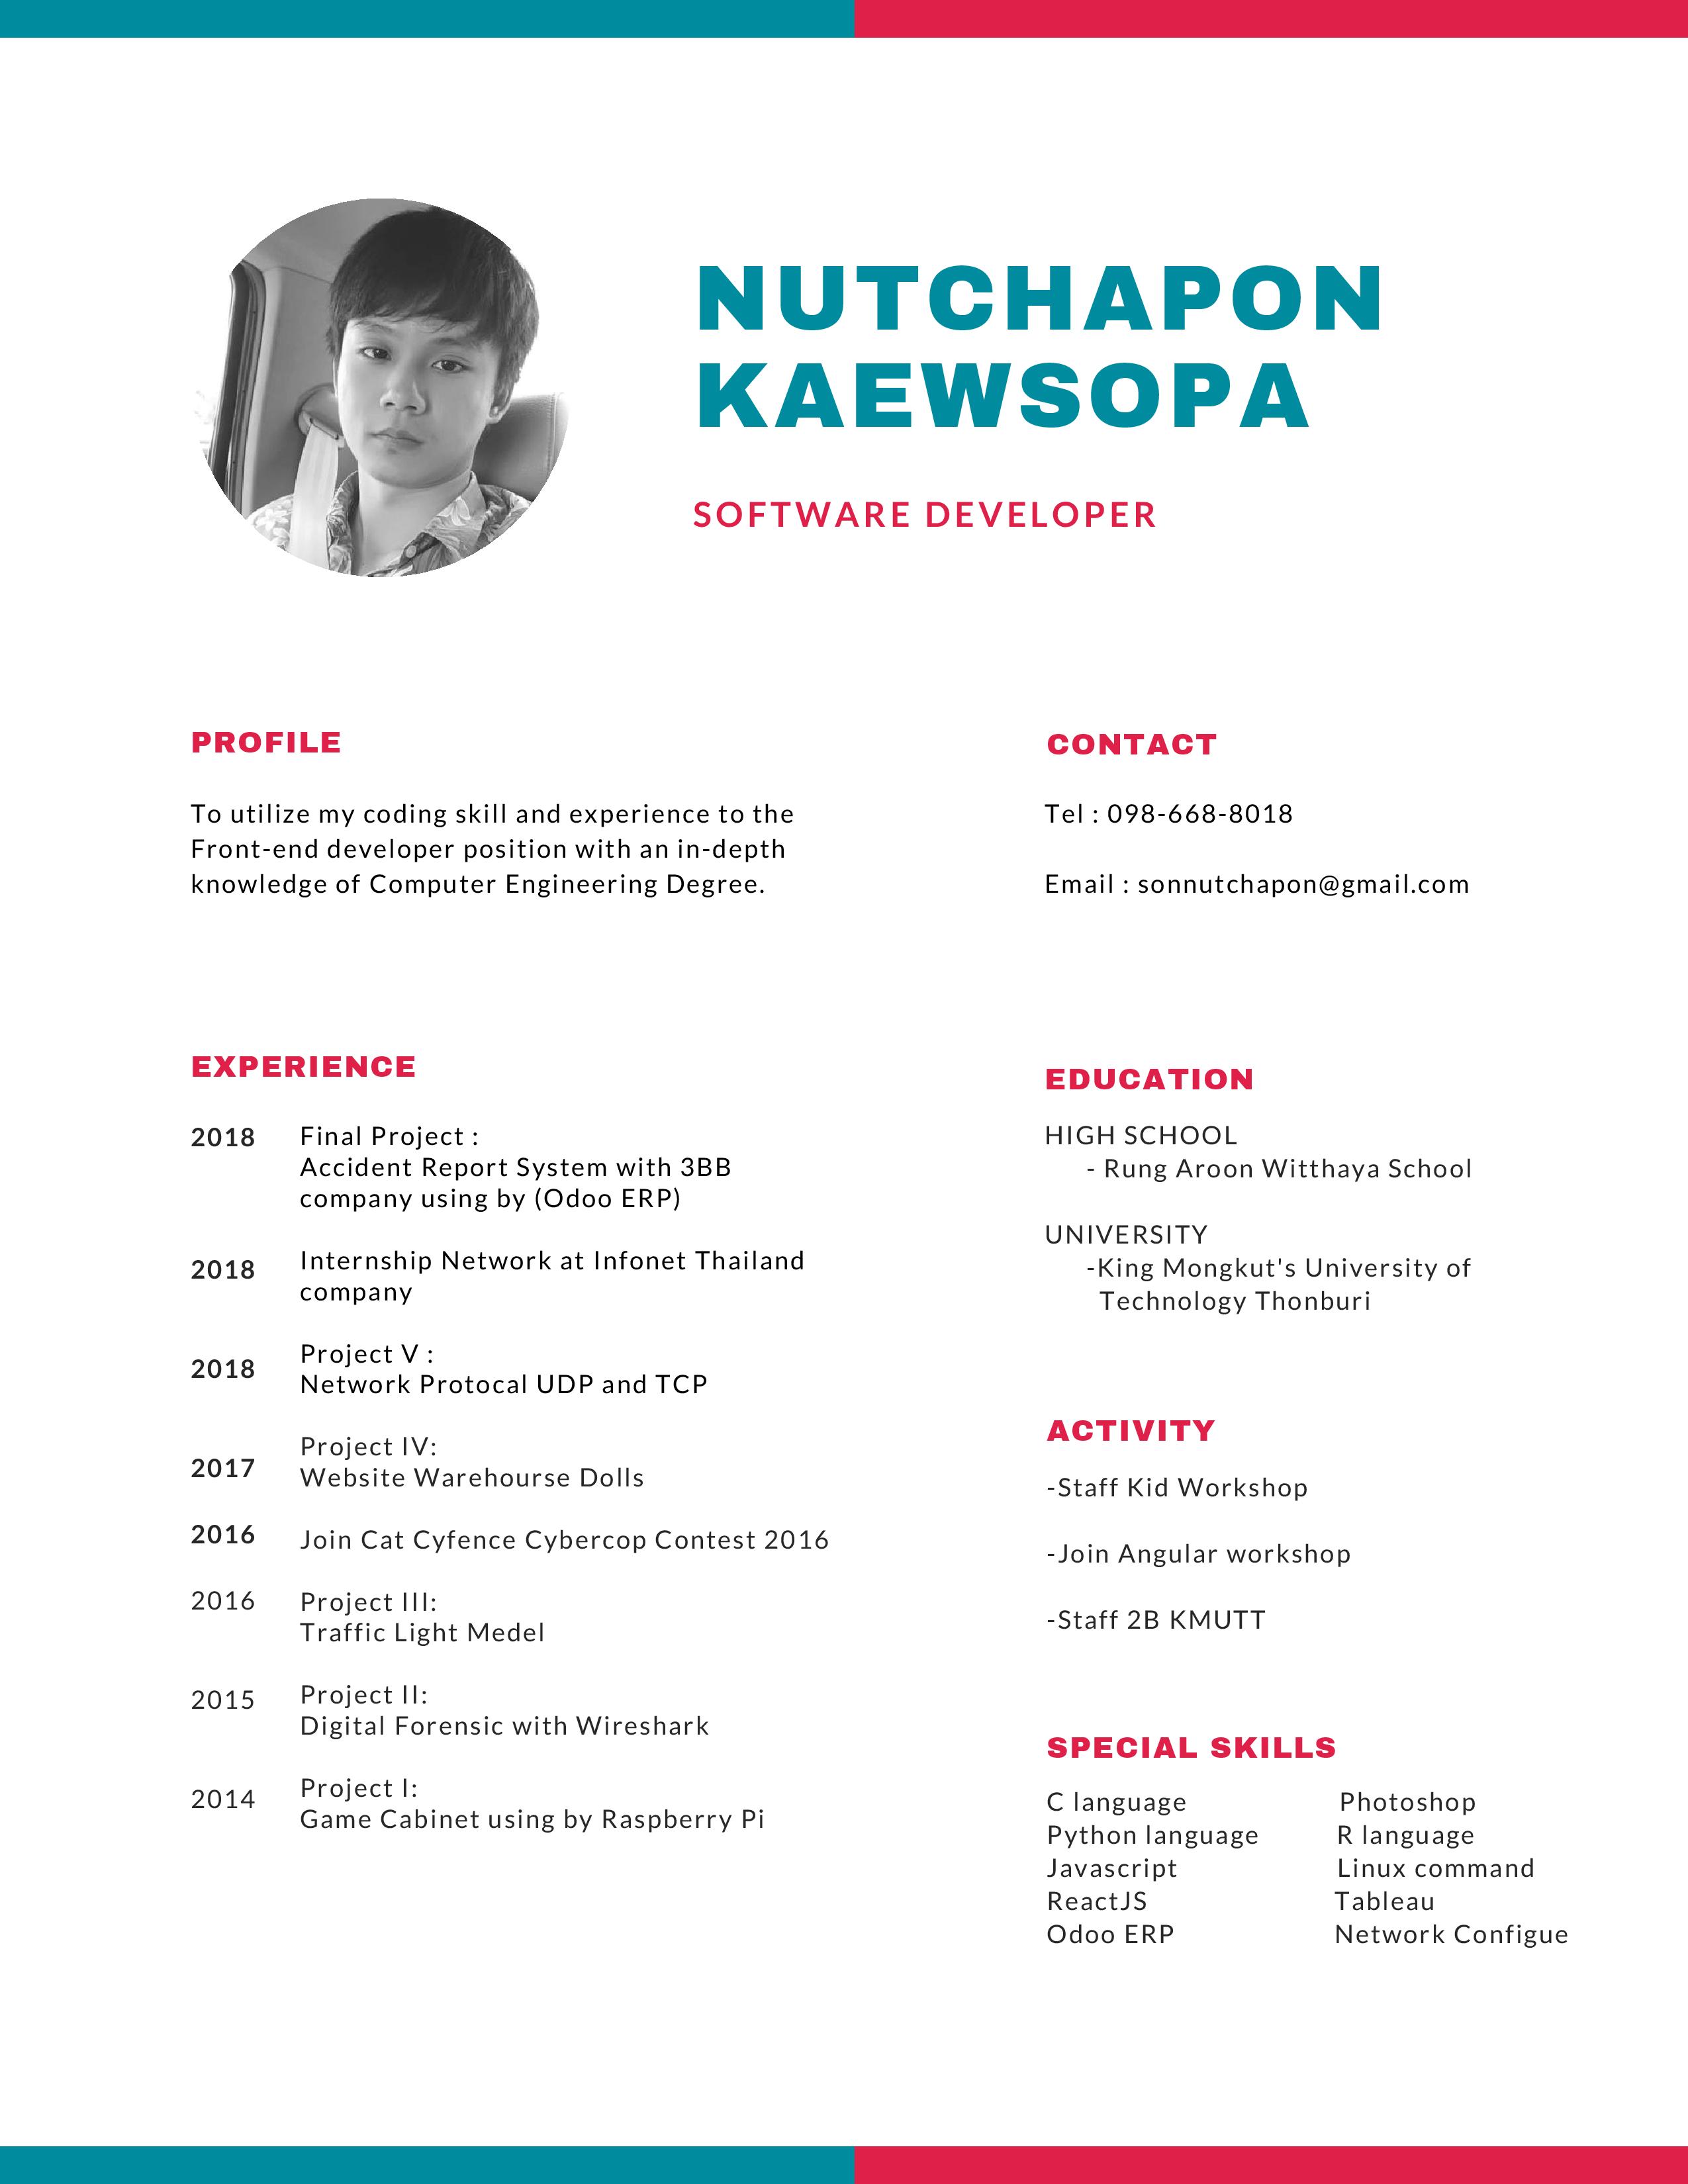 NUTCHAPON
KAEWSOPA
SOFTWARE DEVELOPER
PROFILE
To utilize my coding skill and experience to the
Front-end developer position with an in-depth
knowledge of Computer Engineering Degree.
CONTACT
Tel : 098-668-8018
Email : sonnutchapon@gmail.com
EXPERIENCE
2018 Final Project :
Accident Report System with 3BB
company using by (Odoo ERP)
2018 Internship Network at Infonet Thailand
company
2018 Project V :
Network Protocal UDP and TCP
2017 Project IV:
Website Warehourse Dolls
2016 Join Cat Cyfence Cybercop Contest 2016
2016 Project III:
Traffic Light Medel
2015 Project II:
Digital Forensic with Wireshark
2014 Project I:
Game Cabinet using by Raspberry Pi
EDUCATION
HIGH SCHOOL
- Rung Aroon Witthaya School
UNIVERSITY
-King Mongkut's University of
Technology Thonburi
ACTIVITY
-Staff Kid Workshop
-Join Angular workshop
-Staff 2B KMUTT
SPECIAL SKILLS
C language Photoshop
Python language R language
Javascript Linux command
ReactJS Tableau
Odoo ERP Network Configue